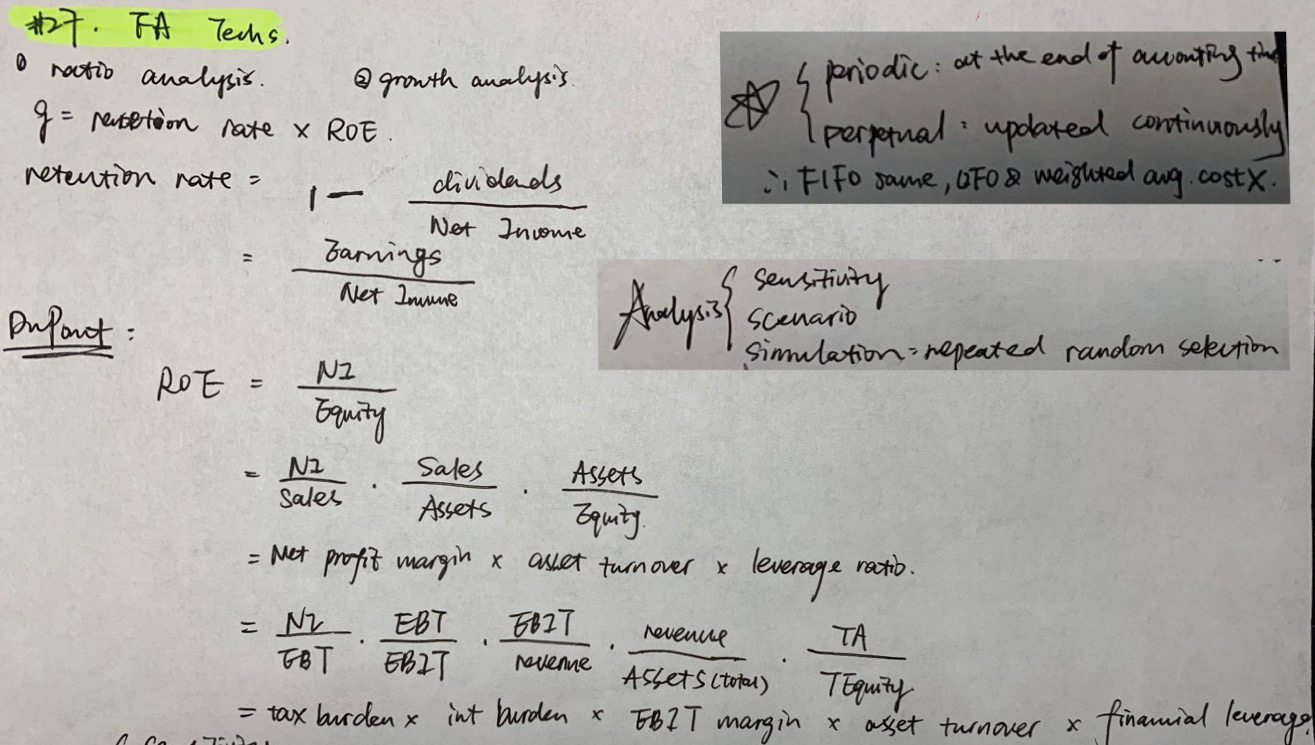 #27. FA Techs.
① ratio analysis. ② growth analysis.
g = retention rate × ROE.
retention rate = 1 - dividends / Net Income
= Earnings / Net Income
DuPont:
ROE = NI / Equity
= NI / Sales · Sales / Assets · Assets / Equity.
= Net profit margin × asset turnover × leverage ratio.
= NI / EBT · EBT / EBIT · EBIT / revenue · revenue / Assets (total) · TA / TEquity
= tax burden × int burden × EBIT margin × asset turnover × financial leverage
periodic: at the end of accounting
perpetual: updated continuously
∴ FIFO same, LIFO & weighted avg. cost X.
Analysis { sensitivity
scenario
simulation = repeated random selection